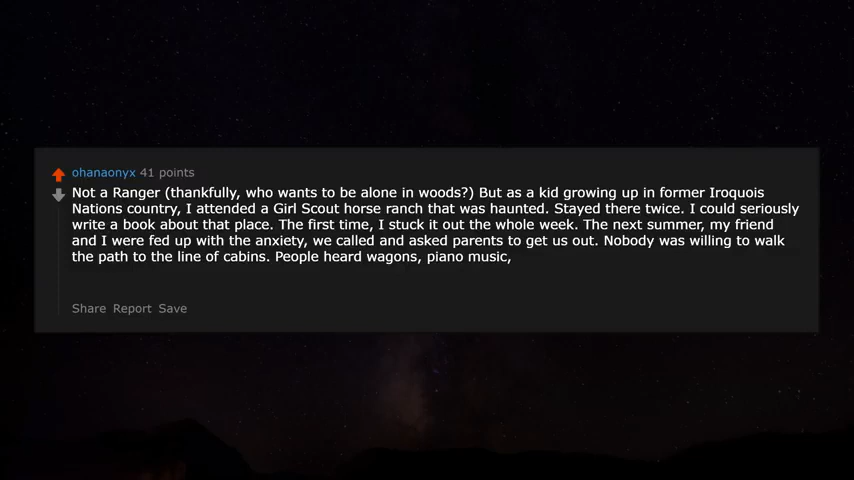 ohanaonyx 41 points
Not a Ranger (thankfully, who wants to be alone in woods?) But as a kid growing up in former Iroquois
Nations country, I attended a Girl Scout horse ranch that was haunted. Stayed there twice. I could seriously
write a book about that place. The first time, I stuck it out the whole week. The next summer, my friend
and I were fed up with the anxiety, we called and asked parents to get us out. Nobody was willing to walk
the path to the line of cabins. People heard wagons, piano music,
Share Report Save